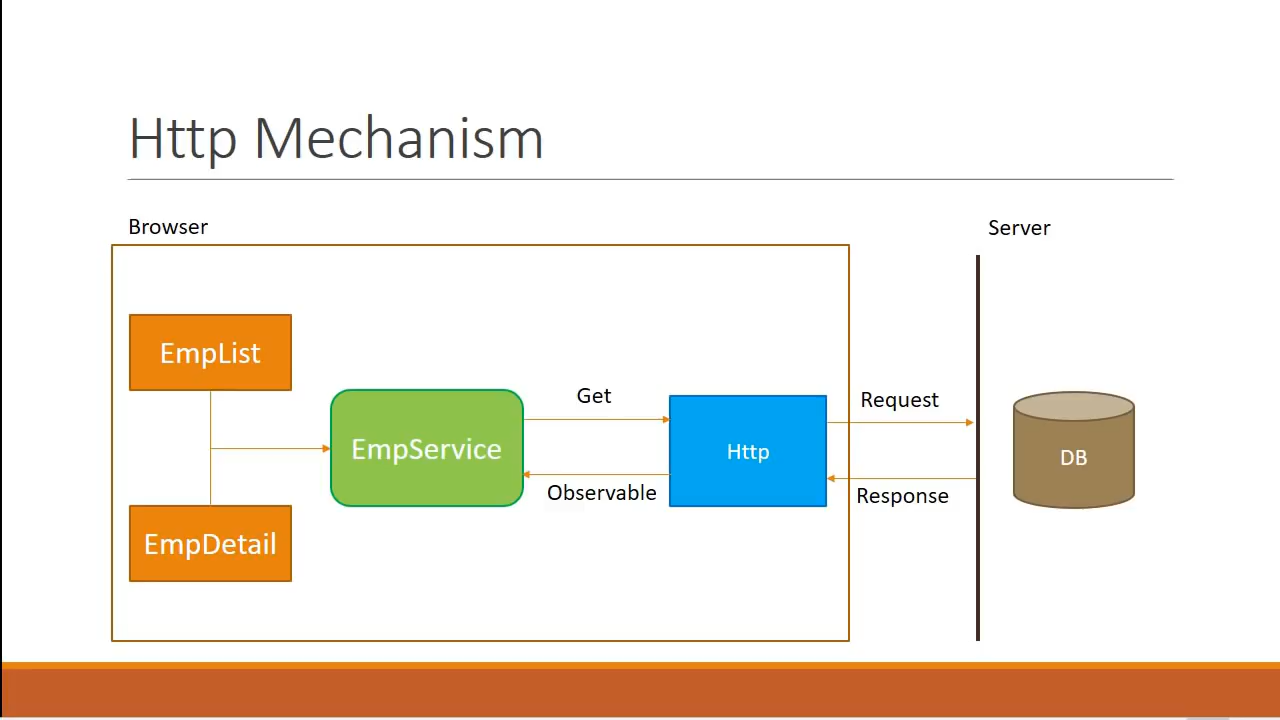 Http Mechanism
Browser
Server
EmpList
EmpService
EmpDetail
Get
Observable
Http
Request
Response
DB